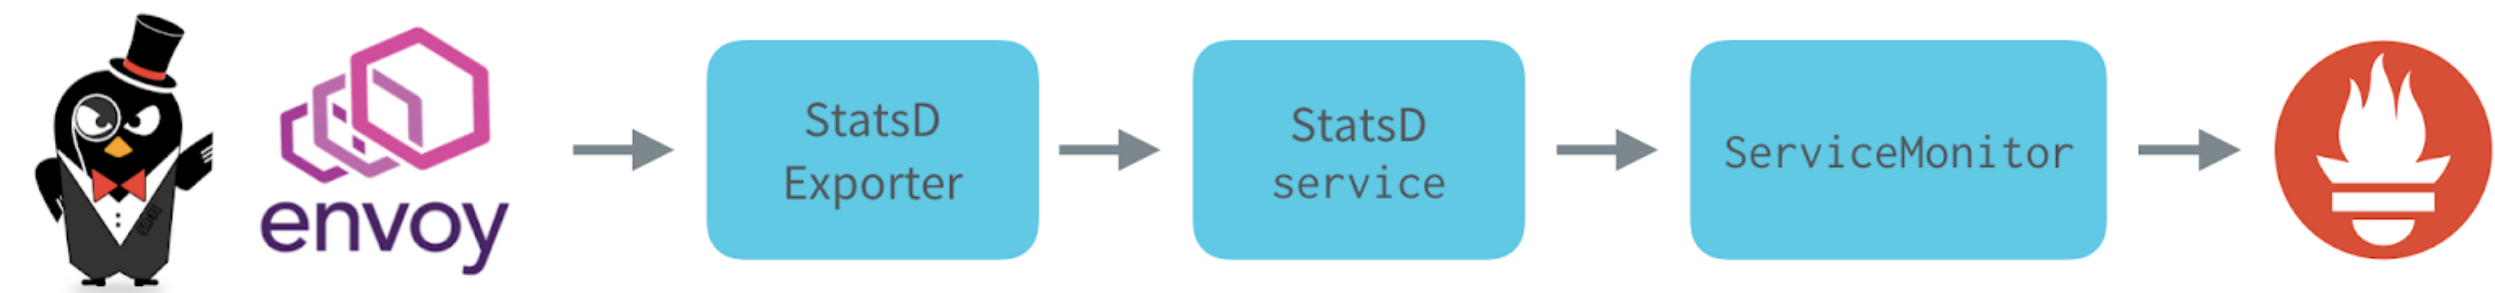 envoy
StatsD
Exporter
StatsD
service
ServiceMonitor